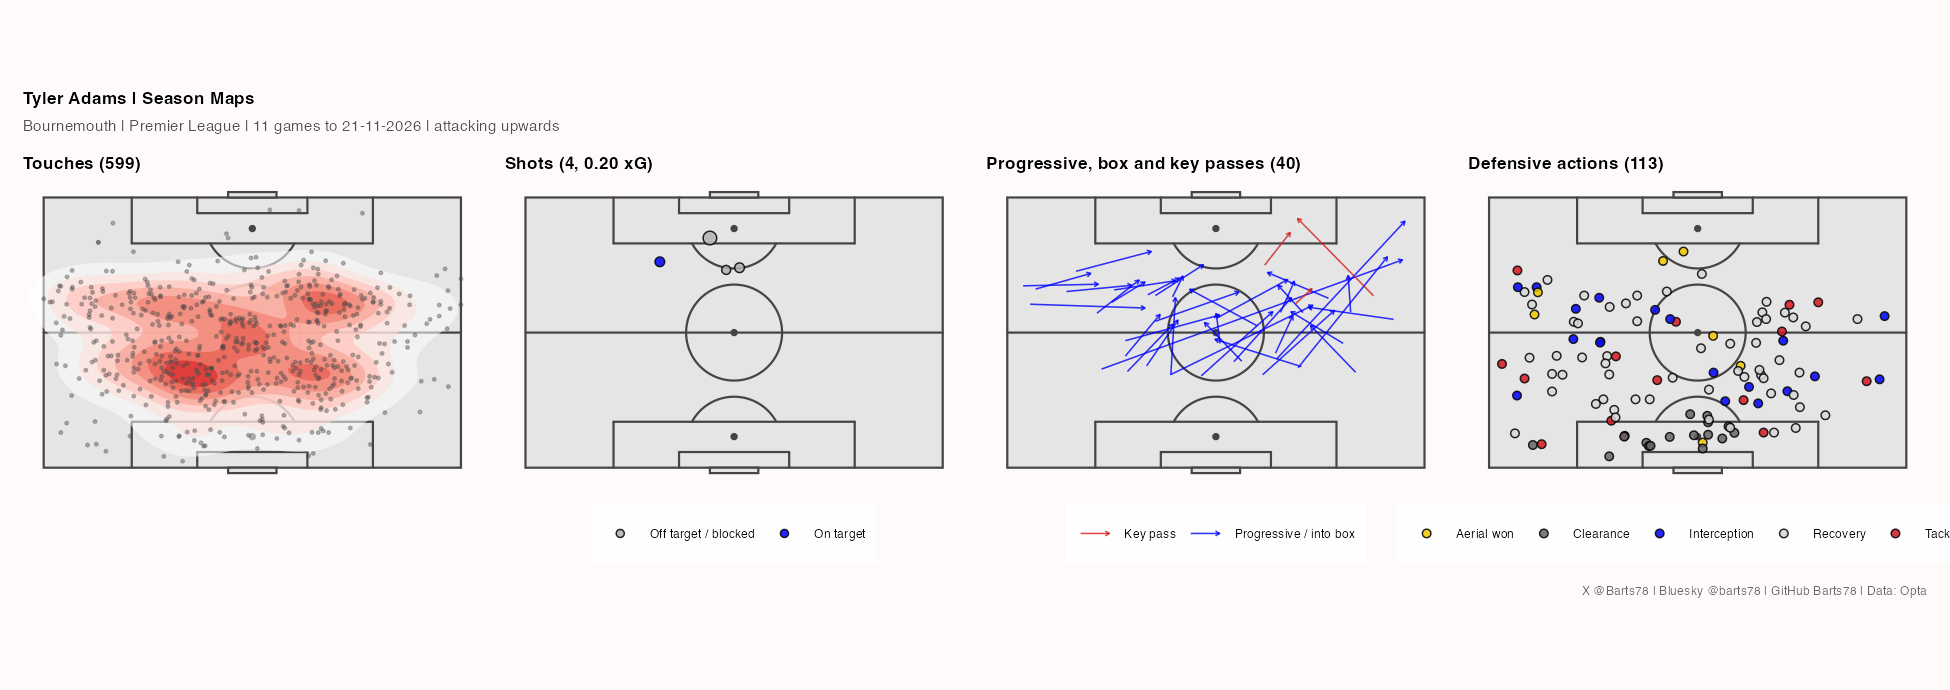 Tyler Adams | Season Maps
Bournemouth | Premier League | 11 games to 21-11-2026 | attacking upwards
Touches (599)
Shots (4, 0.20 xG)
Progressive, box and key passes (40)
Defensive actions (113)
Off target / blocked
On target
Key pass
Progressive / into box
Aerial won
Clearance
Interception
Recovery
Tack
X @Barts78 | Bluesky @barts78 | GitHub Barts78 | Data: Opta